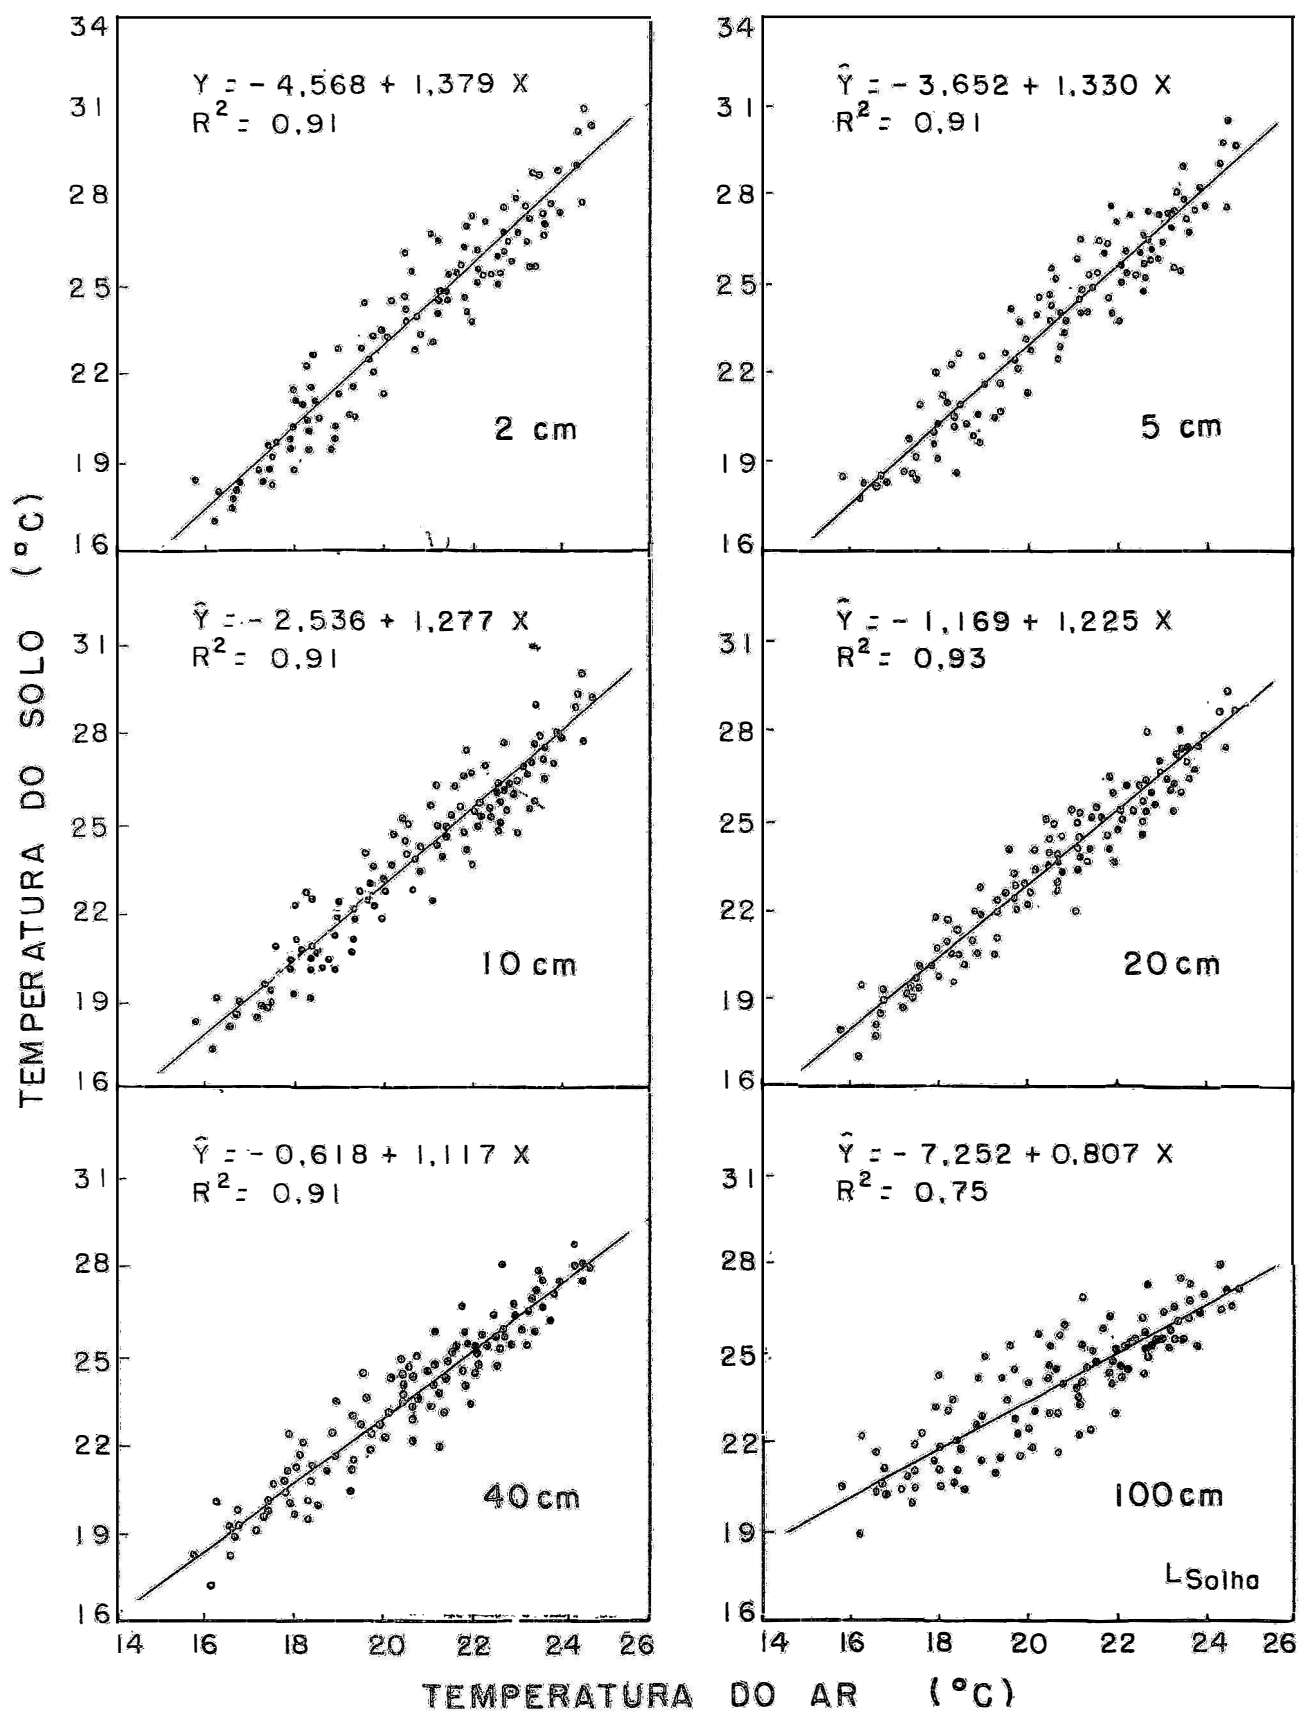 34
31
28
25
22
19
16
Y = - 4,568 + 1,379 X
R² = 0,91
2 cm
34
31
28
25
22
19
16
Ŷ = - 3,652 + 1,330 X
R² = 0,91
5 cm
31
28
25
22
19
16
Ŷ = - 2,536 + 1,277 X
R² = 0,91
10 cm
31
28
25
22
19
16
Ŷ = - 1,169 + 1,225 X
R² = 0,93
20 cm
31
28
25
22
19
16
Ŷ = - 0,618 + 1,117 X
R² = 0,91
40 cm
14 16 18 20 22 24 26
31
28
25
22
19
16
Ŷ = - 7,252 + 0,807 X
R² = 0,75
100 cm
LSolha
14 16 18 20 22 24 26
TEMPERATURA DO SOLO (°C)
TEMPERATURA DO AR (°C)